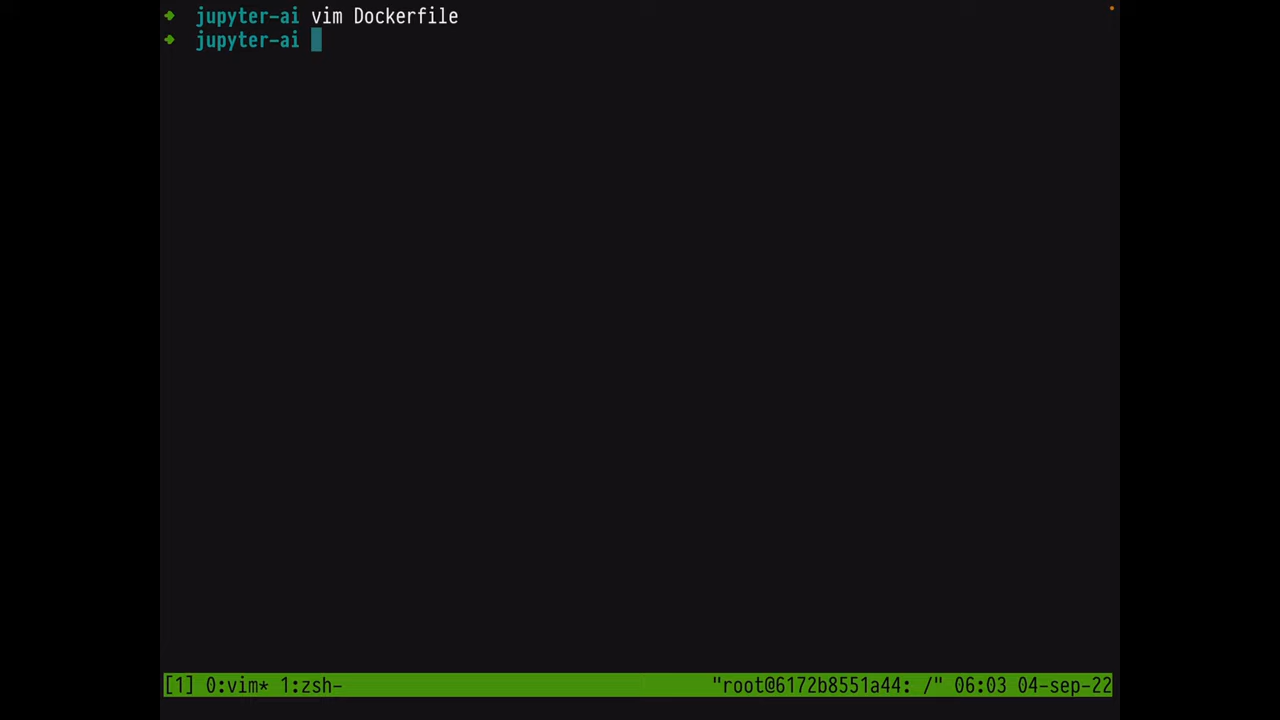 ➜ jupyter-ai vim Dockerfile
➜ jupyter-ai
[1] 0:vim* 1:zsh- "root@6172b8551a44: /" 06:03 04-sep-22